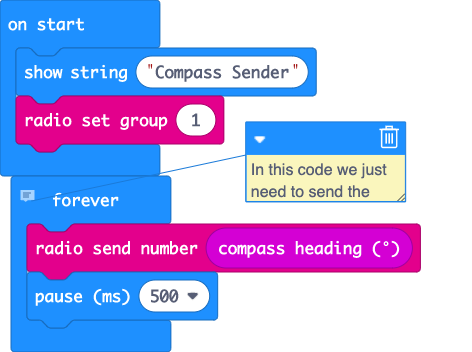 on start
show string "Compass Sender"
radio set group 1
In this code we just
need to send the
forever
radio send number compass heading (°)
pause (ms) 500